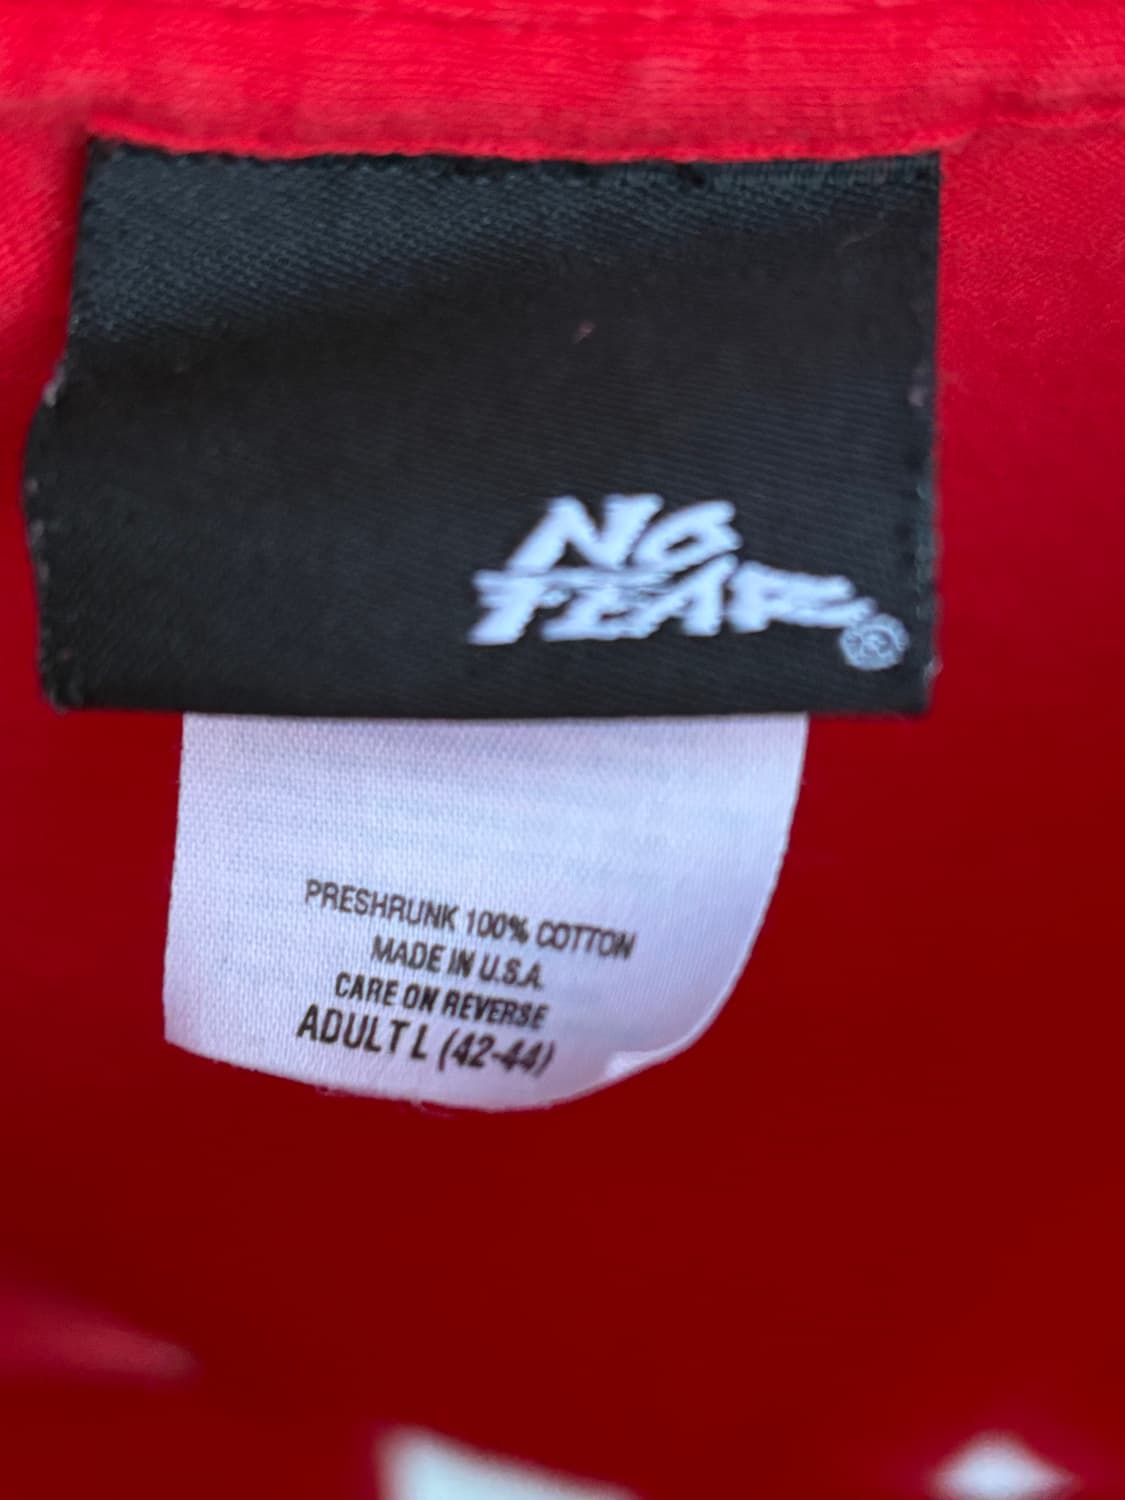 NO
FEAR®
PRESHRUNK 100% COTTON
MADE IN U.S.A.
CARE ON REVERSE
ADULT L (42-44)